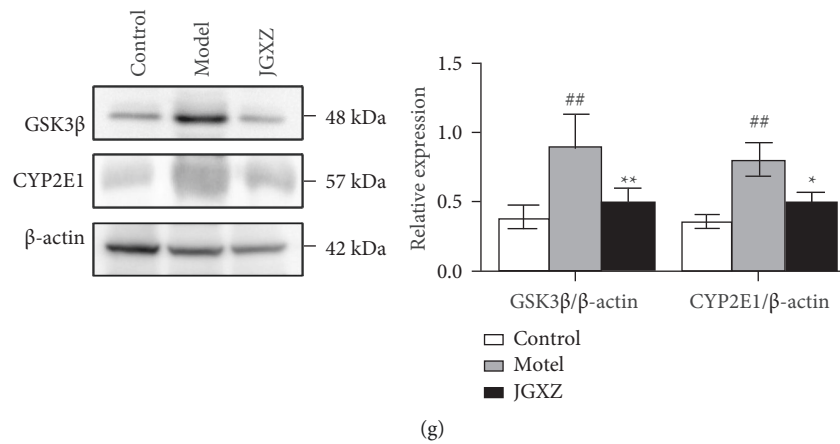 Control
Model
JGXZ
GSK3β
48 kDa
CYP2E1
57 kDa
β-actin
42 kDa
Relative expression
1.5
1.0
0.5
0.0
##
**
##
*
GSK3β/β-actin
CYP2E1/β-actin
Control
Motel
JGXZ
(g)